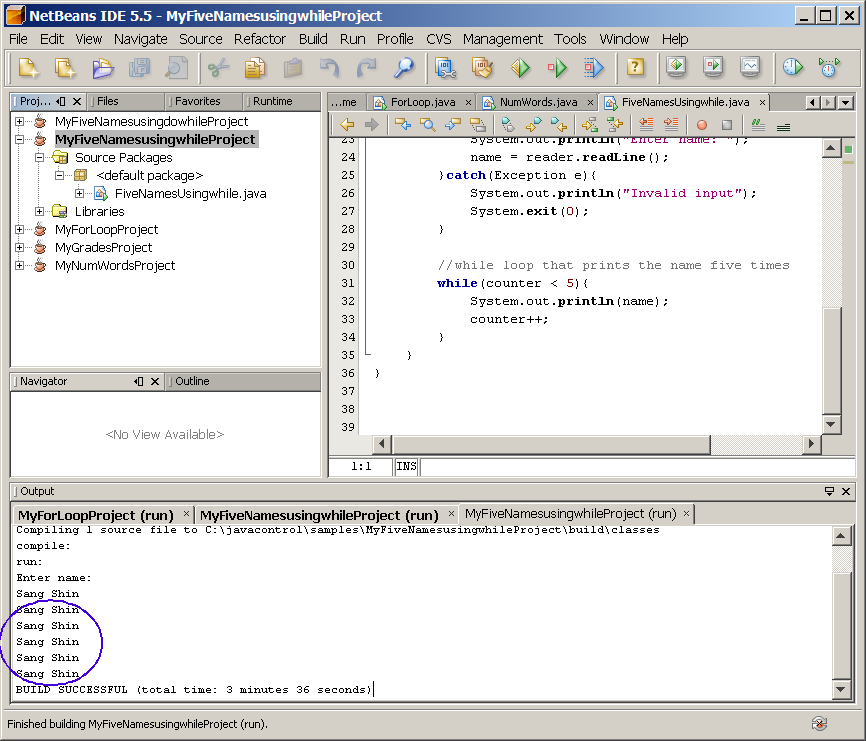 NetBeans IDE 5.5 - MyFiveNamesusingwhileProject
File Edit View Navigate Source Refactor Build Run Profile CVS Management Tools Window Help
Proj... Files Favorites Runtime
MyFiveNamesusingdowhileProject
MyFiveNamesusingwhileProject
Source Packages
<default package>
FiveNamesUsingwhile.java
Libraries
MyForLoopProject
MyGradesProject
MyNumWordsProject
Navigator Outline
<No View Available>
...me ForLoop.java NumWords.java FiveNamesUsingwhile.java
23 System.out.println("Enter name: ");
24 name = reader.readLine();
25 }catch(Exception e){
26 System.out.println("Invalid input");
27 System.exit(0);
28 }
29
30 //while loop that prints the name five times
31 while(counter < 5){
32 System.out.println(name);
33 counter++;
34 }
35 }
36 }
37
38
39
1:1 INS
Output
MyForLoopProject (run) MyFiveNamesusingwhileProject (run) MyFiveNamesusingwhileProject (run)
Compiling 1 source file to C:\javacontrol\samples\MyFiveNamesusingwhileProject\build\classes
compile:
run:
Enter name:
Sang Shin
Sang Shin
Sang Shin
Sang Shin
Sang Shin
Sang Shin
BUILD SUCCESSFUL (total time: 3 minutes 36 seconds)
Finished building MyFiveNamesusingwhileProject (run).